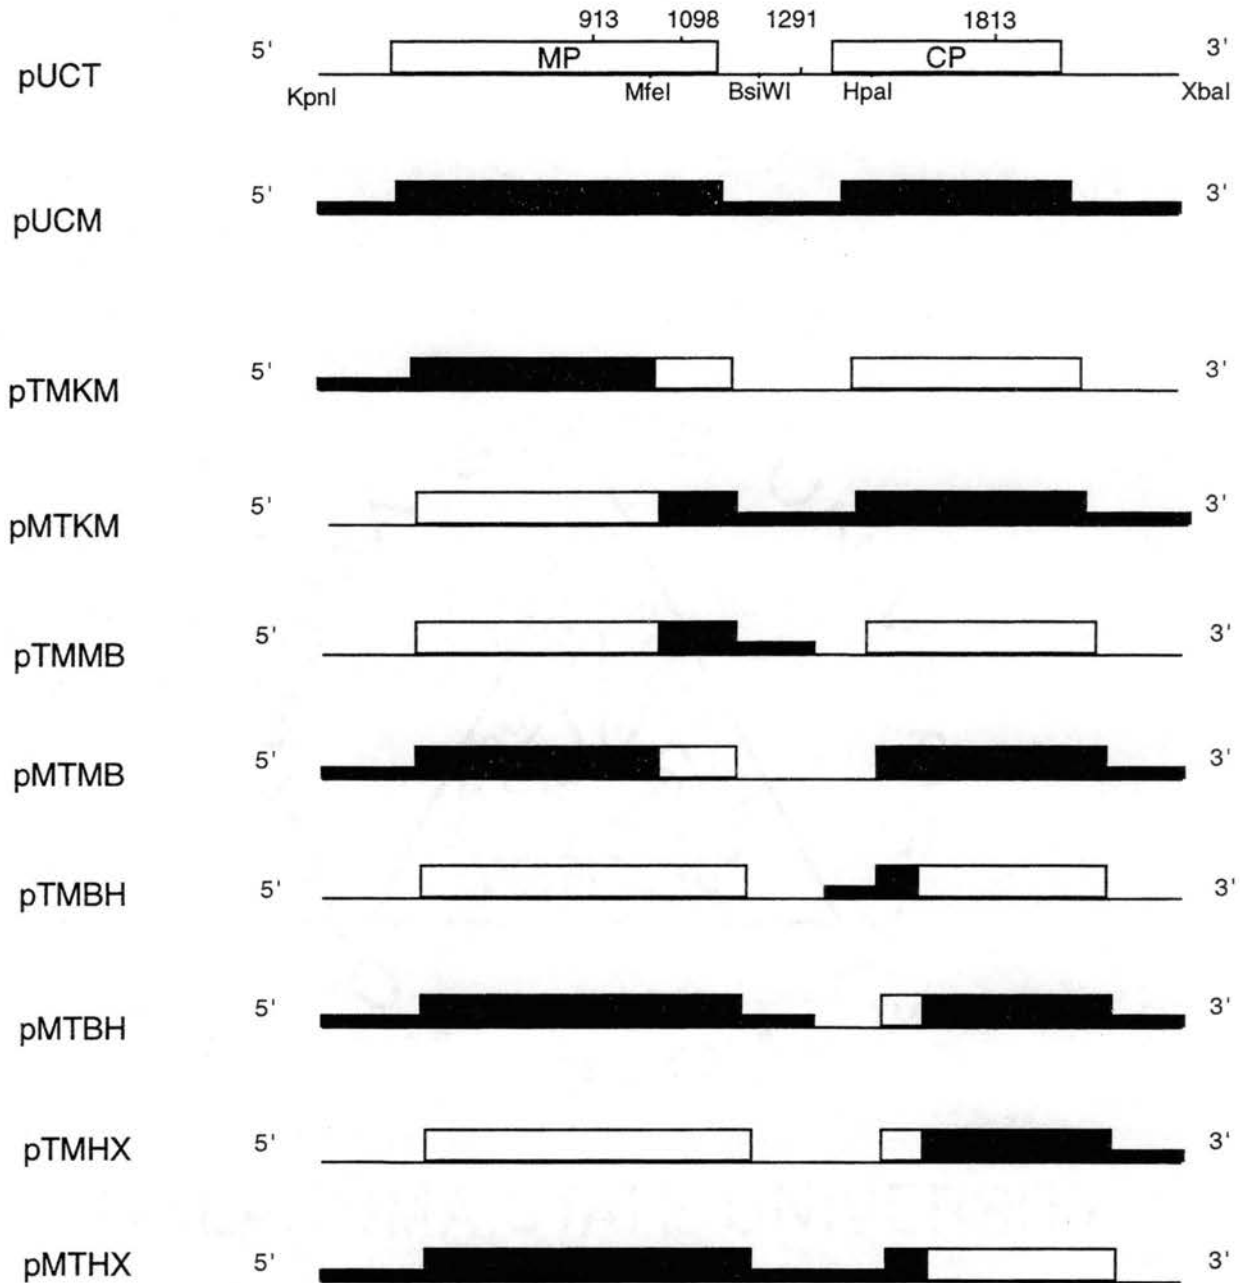 913 1098 1291 1813
5' MP CP 3'
pUCT
KpnI MfeI BsiWI HpaI XbaI
5' 3'
pUCM
5' 3'
pTMKM
5' 3'
pMTKM
5' 3'
pTMMB
5' 3'
pMTMB
5' 3'
pTMBH
5' 3'
pMTBH
5' 3'
pTMHX
5' 3'
pMTHX